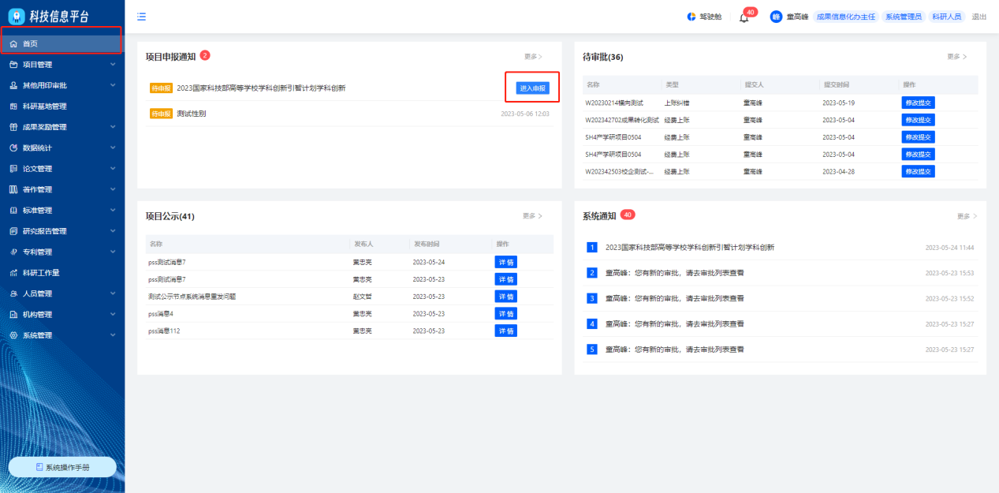 科技信息平台
驾驶舱
40
峰
童高峰
成果信息化办主任
系统管理员
科研人员
退出
首页
项目管理
其他用印审批
科研基地管理
成果奖励管理
数据统计
论文管理
著作管理
标准管理
研究报告管理
专利管理
科研工作量
人员管理
机构管理
系统管理
系统操作手册
项目申报通知 2
更多
待申报 2023国家科技部高等学校学科创新引智计划学科创新 进入申报
待申报 测试性别 2023-05-06 12:03
待审批(36)
更多
名称 类型 提交人 提交时间 操作
W20230214横向测试 上账纠错 童高峰 2023-05-19 修改提交
W202342702成果转化测试 经费上账 童高峰 2023-05-04 修改提交
SH4产学研项目0504 经费上账 童高峰 2023-05-04 修改提交
SH4产学研项目0504 经费上账 童高峰 2023-05-04 修改提交
W202342503校企测试-... 经费上账 童高峰 2023-04-28 修改提交
项目公示(41)
更多
名称 发布人 发布时间 操作
pss测试消息7 董忠亮 2023-05-24 详 情
pss测试消息7 董忠亮 2023-05-23 详 情
测试公示节点系统消息重发问题 赵文哲 2023-05-23 详 情
pss消息4 董忠亮 2023-05-23 详 情
pss消息112 董忠亮 2023-05-23 详 情
系统通知 40
更多
1 2023国家科技部高等学校学科创新引智计划学科创新 2023-05-24 11:44
2 童高峰：您有新的审批，请去审批列表查看 2023-05-23 15:53
3 童高峰：您有新的审批，请去审批列表查看 2023-05-23 15:52
4 童高峰：您有新的审批，请去审批列表查看 2023-05-23 15:27
5 童高峰：您有新的审批，请去审批列表查看 2023-05-23 15:27